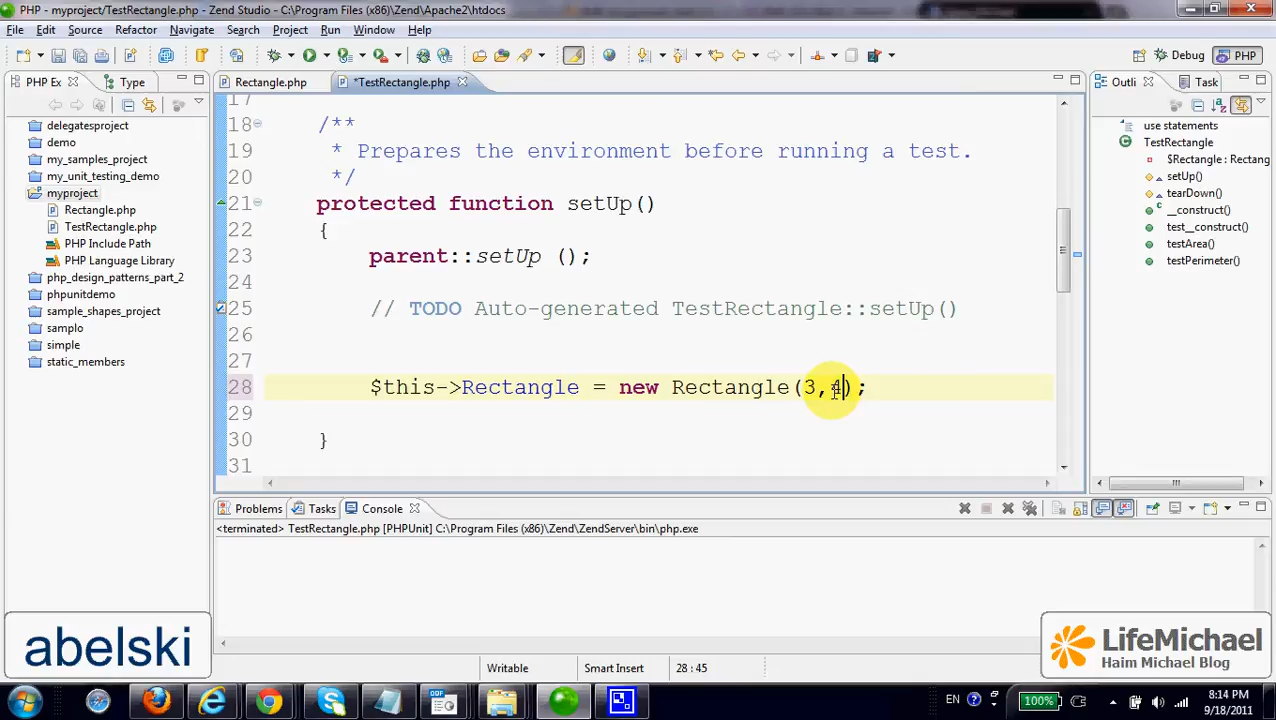 PHP - myproject/TestRectangle.php - Zend Studio - C:\Program Files (x86)\Zend\Apache2\htdocs
File Edit Source Refactor Navigate Search Project Run Window Help
Debug PHP
PHP Ex Type
Rectangle.php *TestRectangle.php
Outli Task
delegatesproject
demo
my_samples_project
my_unit_testing_demo
myproject
Rectangle.php
TestRectangle.php
PHP Include Path
PHP Language Library
php_design_patterns_part_2
phpunitdemo
sample_shapes_project
samplo
simple
static_members
17
18 /**
19 * Prepares the environment before running a test.
20 */
21 protected function setUp()
22 {
23 parent::setUp ();
24
25 // TODO Auto-generated TestRectangle::setUp()
26
27
28 $this->Rectangle = new Rectangle(3,4);
29
30 }
31
use statements
TestRectangle
$Rectangle : Rectang
setUp()
tearDown()
__construct()
test__construct()
testArea()
testPerimeter()
Problems Tasks Console
<terminated> TestRectangle.php [PHPUnit] C:\Program Files (x86)\Zend\ZendServer\bin\php.exe
abelski
LifeMichael
Haim Michael Blog
Writable Smart Insert 28 : 45
EN 100% 8:14 PM
9/18/2011